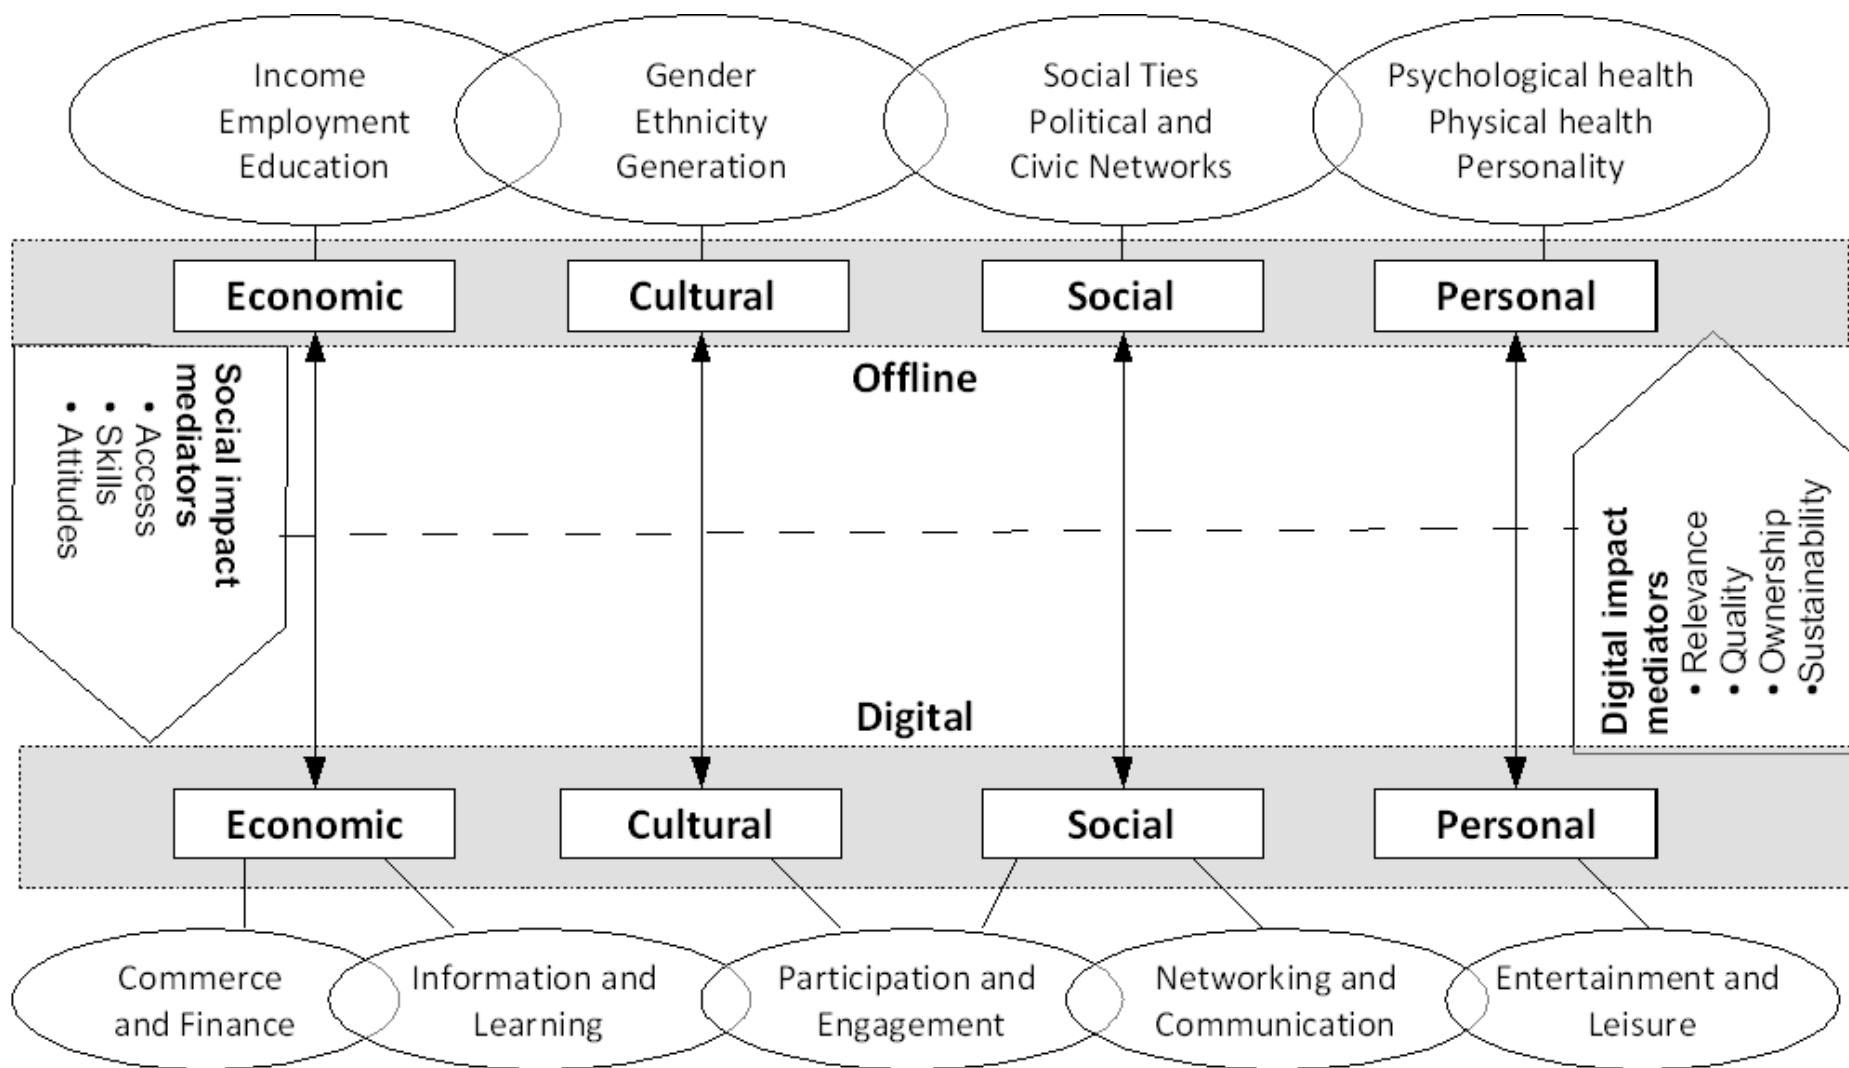 Income
Employment
Education
Gender
Ethnicity
Generation
Social Ties
Political and
Civic Networks
Psychological health
Physical health
Personality
Economic
Cultural
Social
Personal
Offline
Social impact
mediators
• Access
• Skills
• Attitudes
Digital impact
mediators
• Relevance
• Quality
• Ownership
•Sustainability
Digital
Economic
Cultural
Social
Personal
Commerce
and Finance
Information and
Learning
Participation and
Engagement
Networking and
Communication
Entertainment and
Leisure